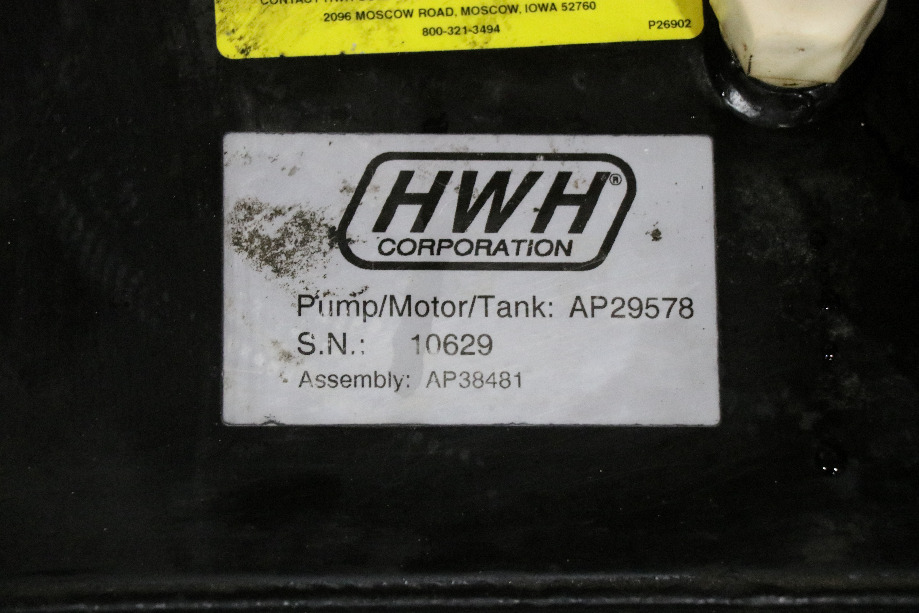 2096 MOSCOW ROAD, MOSCOW, IOWA 52760
800-321-3494
P26902
HWH®
CORPORATION
Pump/Motor/Tank: AP29578
S.N.: 10629
Assembly: AP38481